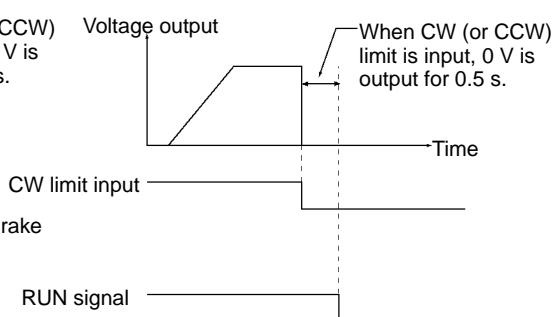 CCW)
V is
s.
Voltage output
When CW (or CCW)
limit is input, 0 V is
output for 0.5 s.
Time
CW limit input
rake
RUN signal